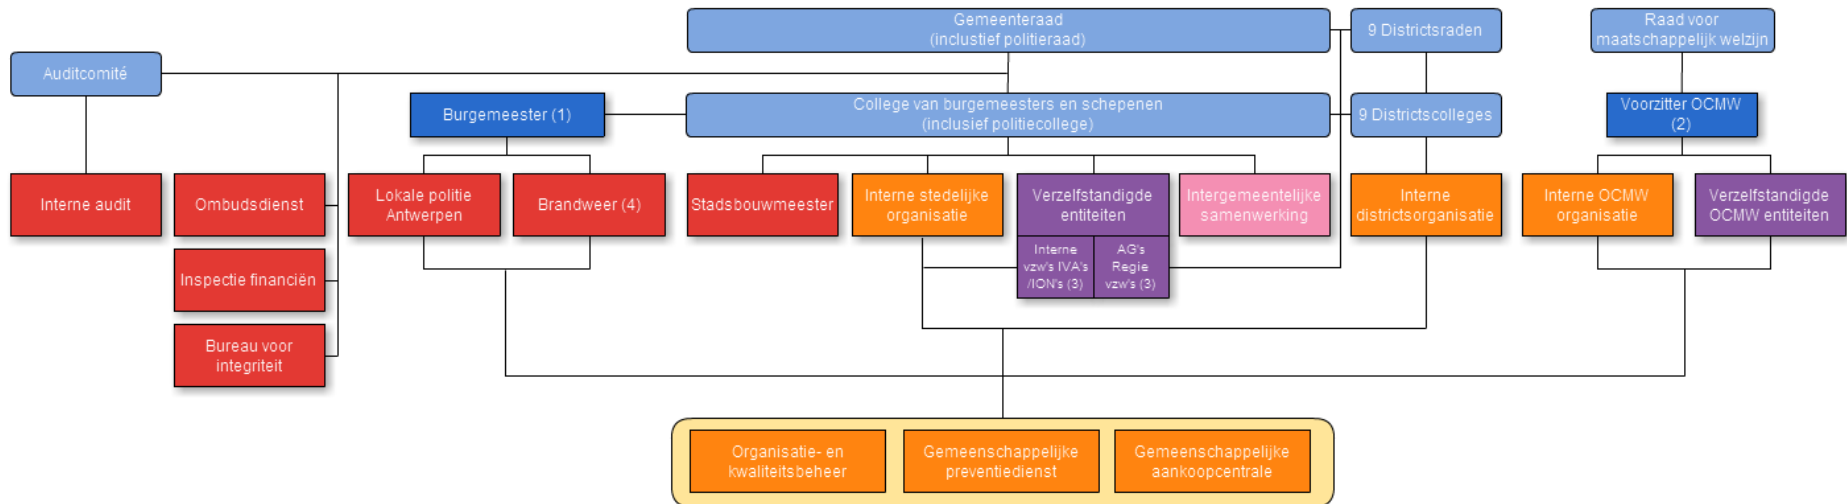 Gemeenteraad
(inclustief politieraad)
9 Districtsraden
Raad voor
maatschappelijk welzijn
Auditcomité
Burgemeester (1)
College van burgemeesters en schepenen
(inclusief politiecollege)
9 Districtscolleges
Voorzitter OCMW
(2)
Interne audit
Ombudsdienst
Lokale politie
Antwerpen
Brandweer (4)
Stadsbouwmeester
Interne stedelijke
organisatie
Verzelfstandigde
entiteiten
Intergemeentelijke
samenwerking
Interne
districtsorganisatie
Interne OCMW
organisatie
Verzelfstandigde
OCMW entiteiten
Interne
vzw's IVA's
/ION's (3)
AG's
Regie
vzw's (3)
Inspectie financiën
Bureau voor
integriteit
Organisatie- en
kwaliteitsbeheer
Gemeenschappelijke
preventiedienst
Gemeenschappelijke
aankoopcentrale